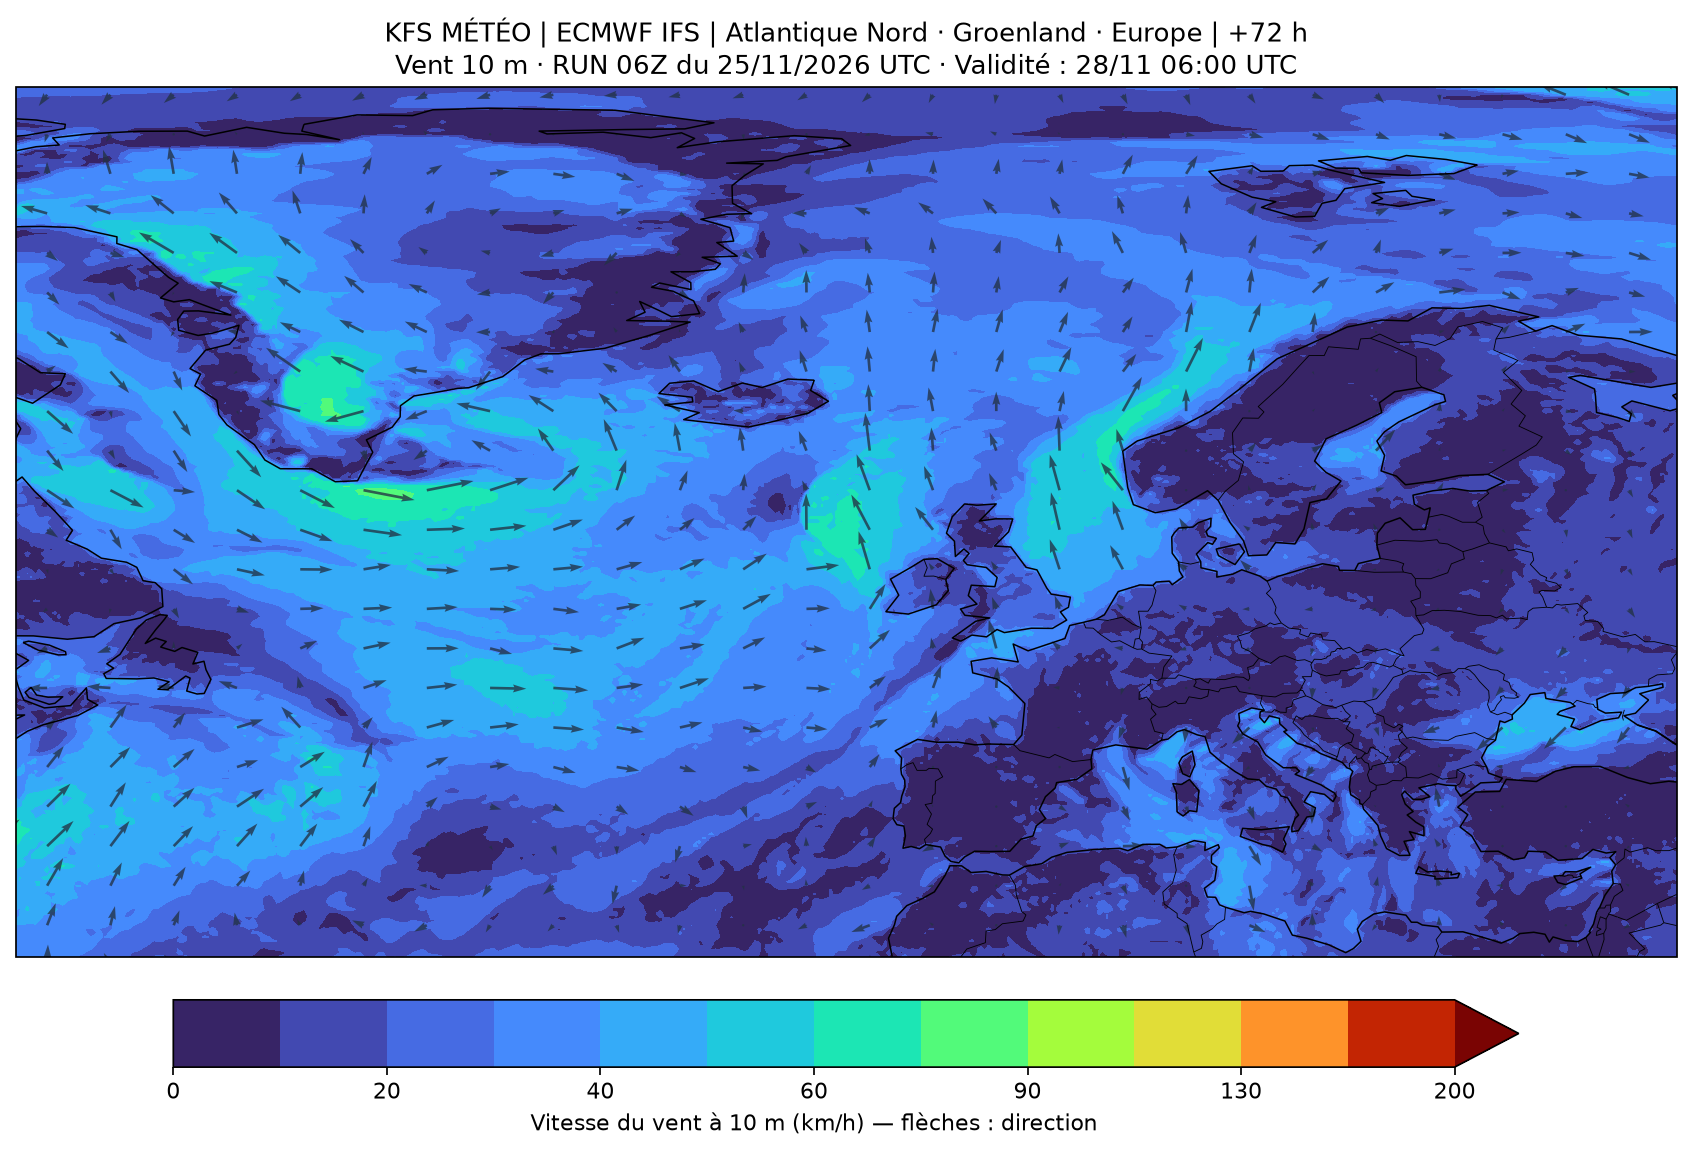 KFS MÉTÉO | ECMWF IFS | Atlantique Nord · Groenland · Europe | +72 h
Vent 10 m · RUN 06Z du 25/11/2026 UTC · Validité : 28/11 06:00 UTC
0 20 40 60 90 130 200
Vitesse du vent à 10 m (km/h) — flèches : direction